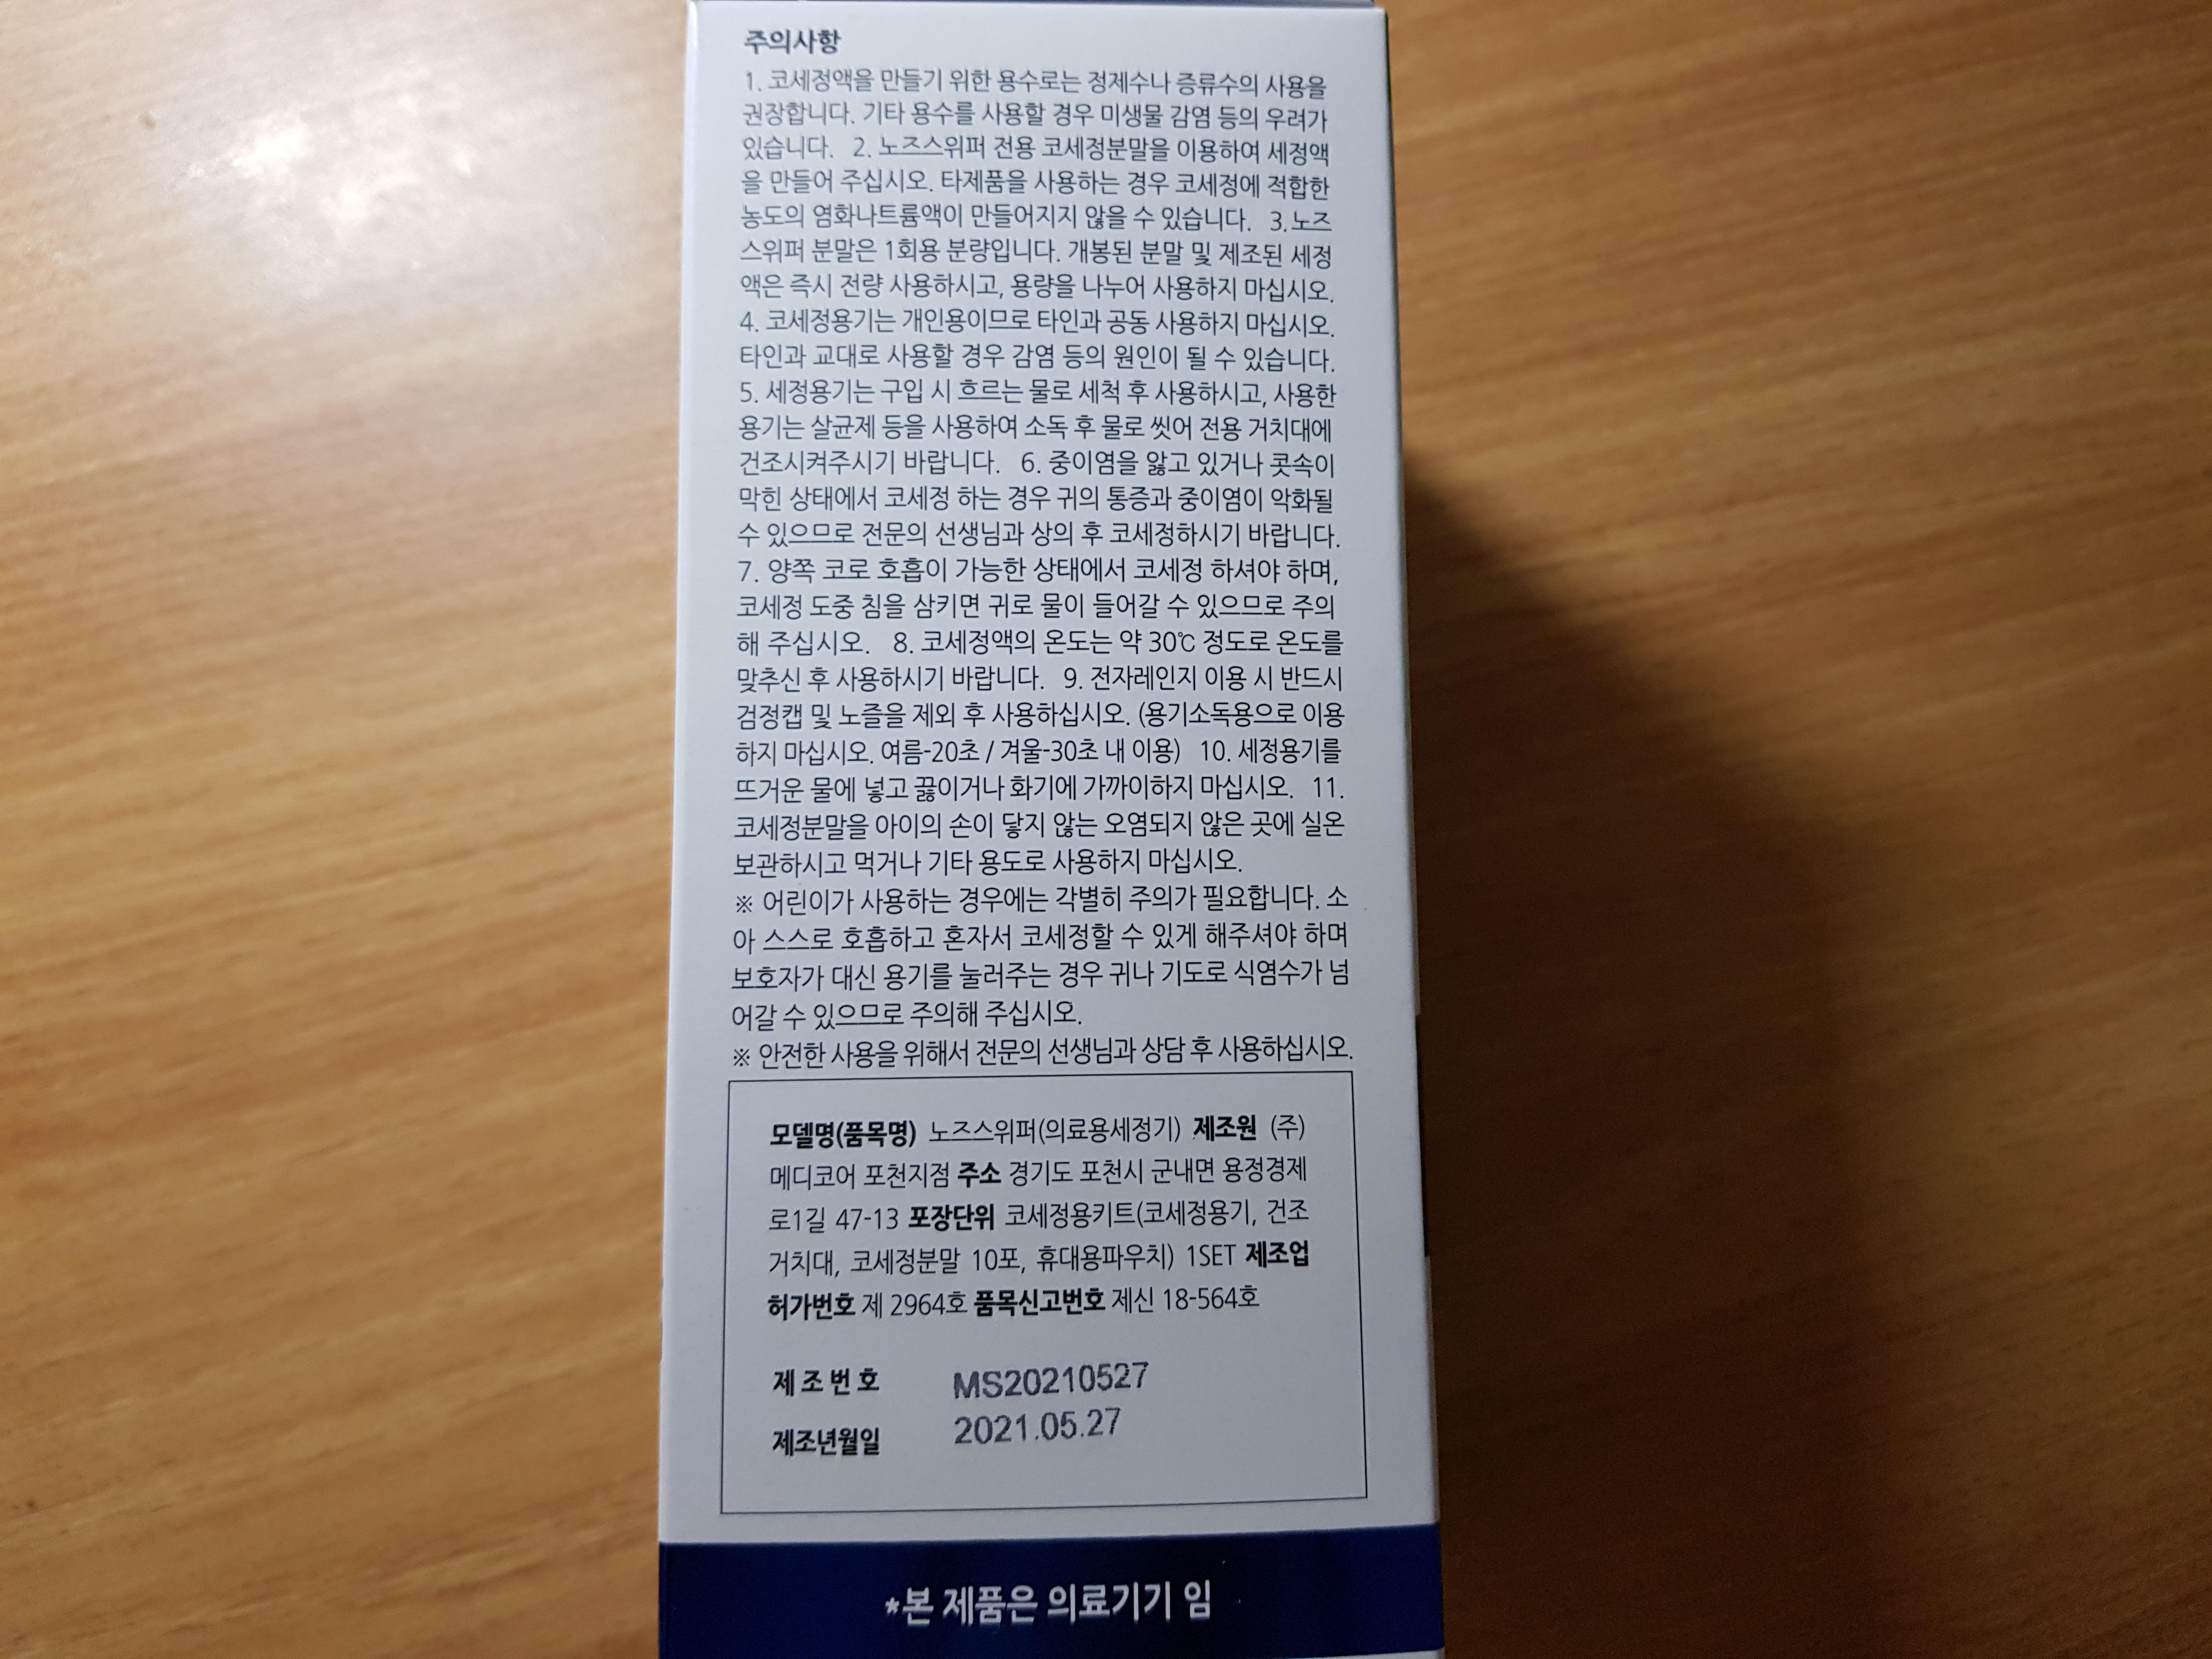 주의사항
1. 코세정액을 만들기 위한 용수로는 정제수나 증류수의 사용을
권장합니다. 기타 용수를 사용할 경우 미생물 감염 등의 우려가
있습니다. 2. 노즈스위퍼 전용 코세정분말을 이용하여 세정액
을 만들어 주십시오. 타제품을 사용하는 경우 코세정에 적합한
농도의 염화나트륨액이 만들어지지 않을 수 있습니다. 3.노즈
스위퍼 분말은 1회용 분량입니다. 개봉된 분말 및 제조된 세정
액은 즉시 전량 사용하시고, 용량을 나누어 사용하지 마십시오.
4. 코세정용기는 개인용이므로 타인과 공동 사용하지 마십시오.
타인과 교대로 사용할 경우 감염 등의 원인이 될 수 있습니다.
5. 세정용기는 구입 시 흐르는 물로 세척 후 사용하시고, 사용한
용기는 살균제 등을 사용하여 소독 후 물로 씻어 전용 거치대에
건조시켜주시기 바랍니다. 6. 중이염을 앓고 있거나 콧속이
막힌 상태에서 코세정 하는 경우 귀의 통증과 중이염이 악화될
수 있으므로 전문의 선생님과 상의 후 코세정하시기 바랍니다.
7. 양쪽 코로 호흡이 가능한 상태에서 코세정 하셔야 하며,
코세정 도중 침을 삼키면 귀로 물이 들어갈 수 있으므로 주의
해 주십시오. 8. 코세정액의 온도는 약 30℃ 정도로 온도를
맞추신 후 사용하시기 바랍니다. 9. 전자레인지 이용 시 반드시
검정캡 및 노즐을 제외 후 사용하십시오. (용기소독용으로 이용
하지 마십시오. 여름-20초 / 겨울-30초 내 이용) 10. 세정용기를
뜨거운 물에 넣고 끓이거나 화기에 가까이하지 마십시오. 11.
코세정분말을 아이의 손이 닿지 않는 오염되지 않은 곳에 실온
보관하시고 먹거나 기타 용도로 사용하지 마십시오.
※ 어린이가 사용하는 경우에는 각별히 주의가 필요합니다. 소
아 스스로 호흡하고 혼자서 코세정할 수 있게 해주셔야 하며
보호자가 대신 용기를 눌러주는 경우 귀나 기도로 식염수가 넘
어갈 수 있으므로 주의해 주십시오.
※ 안전한 사용을 위해서 전문의 선생님과 상담 후 사용하십시오.
모델명(품목명) 노즈스위퍼(의료용세정기) 제조원 (주)
메디코어 포천지점 주소 경기도 포천시 군내면 용정경제
로1길 47-13 포장단위 코세정용키트(코세정용기, 건조
거치대, 코세정분말 10포, 휴대용파우치) 1SET 제조업
허가번호 제 2964호 품목신고번호 제신 18-564호
제조번호 MS20210527
제조년월일 2021.05.27
*본 제품은 의료기기 임